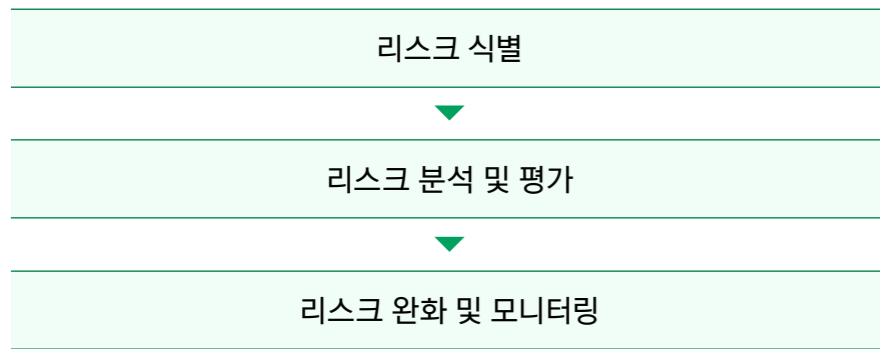 리스크 식별
리스크 분석 및 평가
리스크 완화 및 모니터링